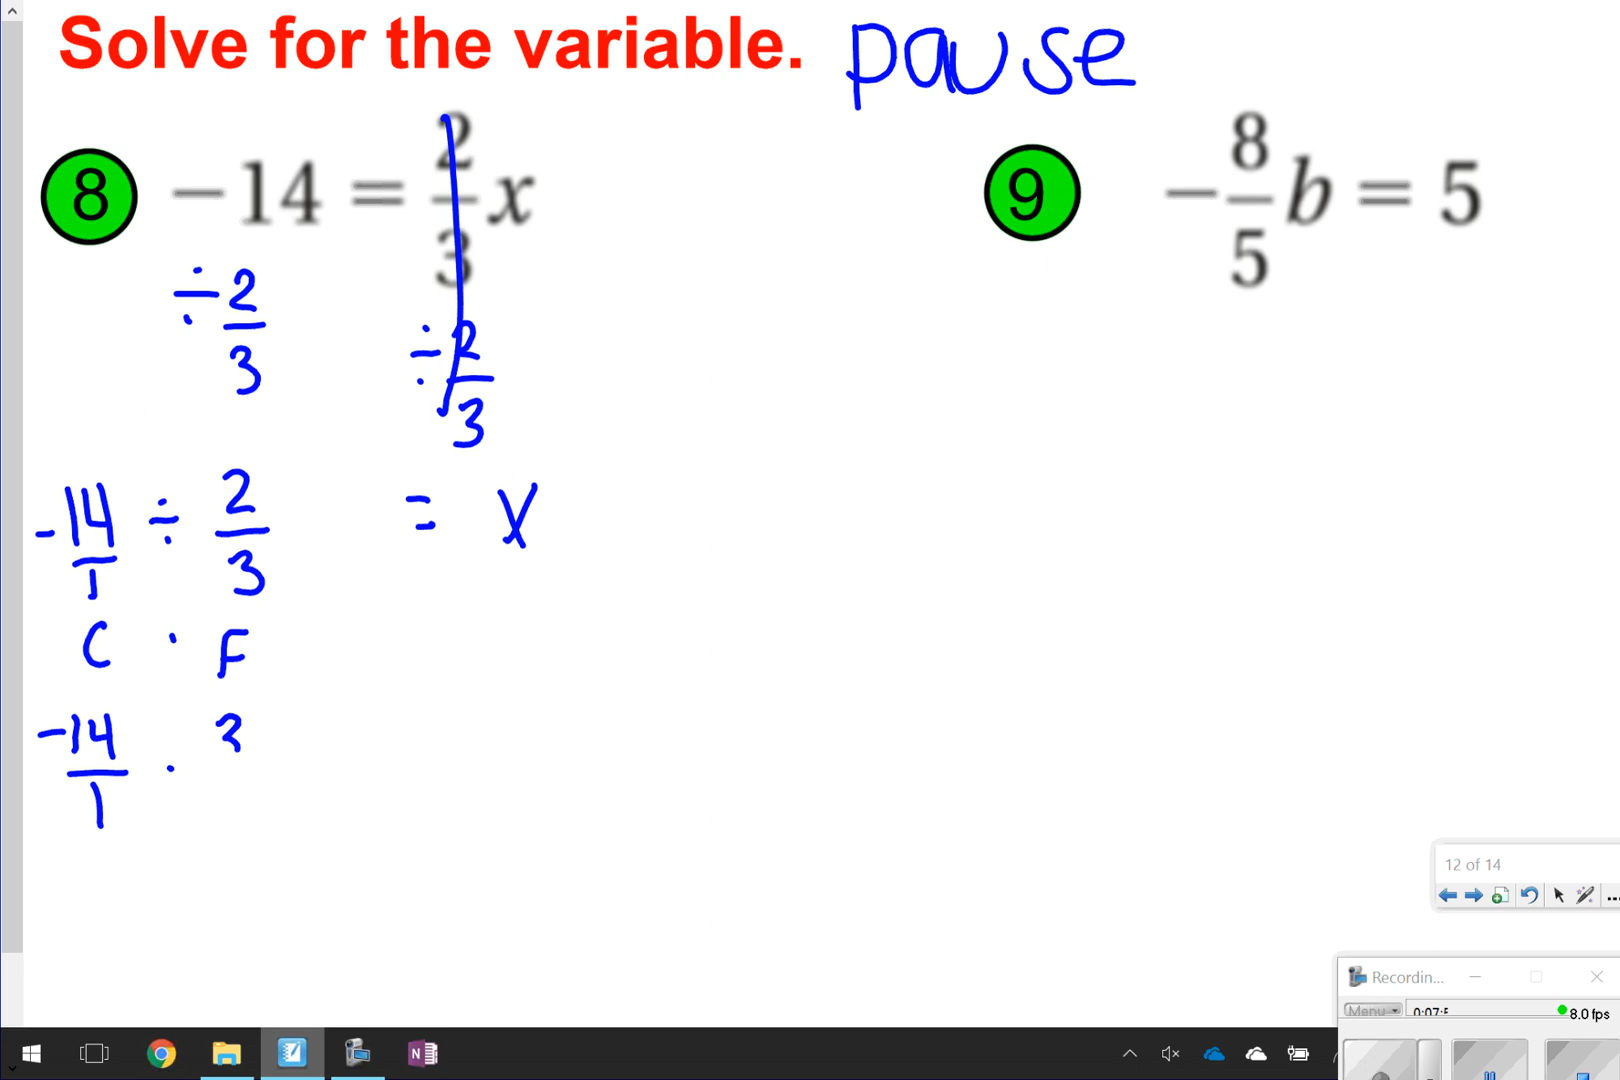 Solve for the variable. pause
8 -14 = 2/3 x
9 -8/5 b = 5
÷ 2/3 ÷ 2/3
-14/1 ÷ 2/3 = x
C · F
-14/1 · 3
12 of 14
Recordin...
Menu
8.0 fps
N